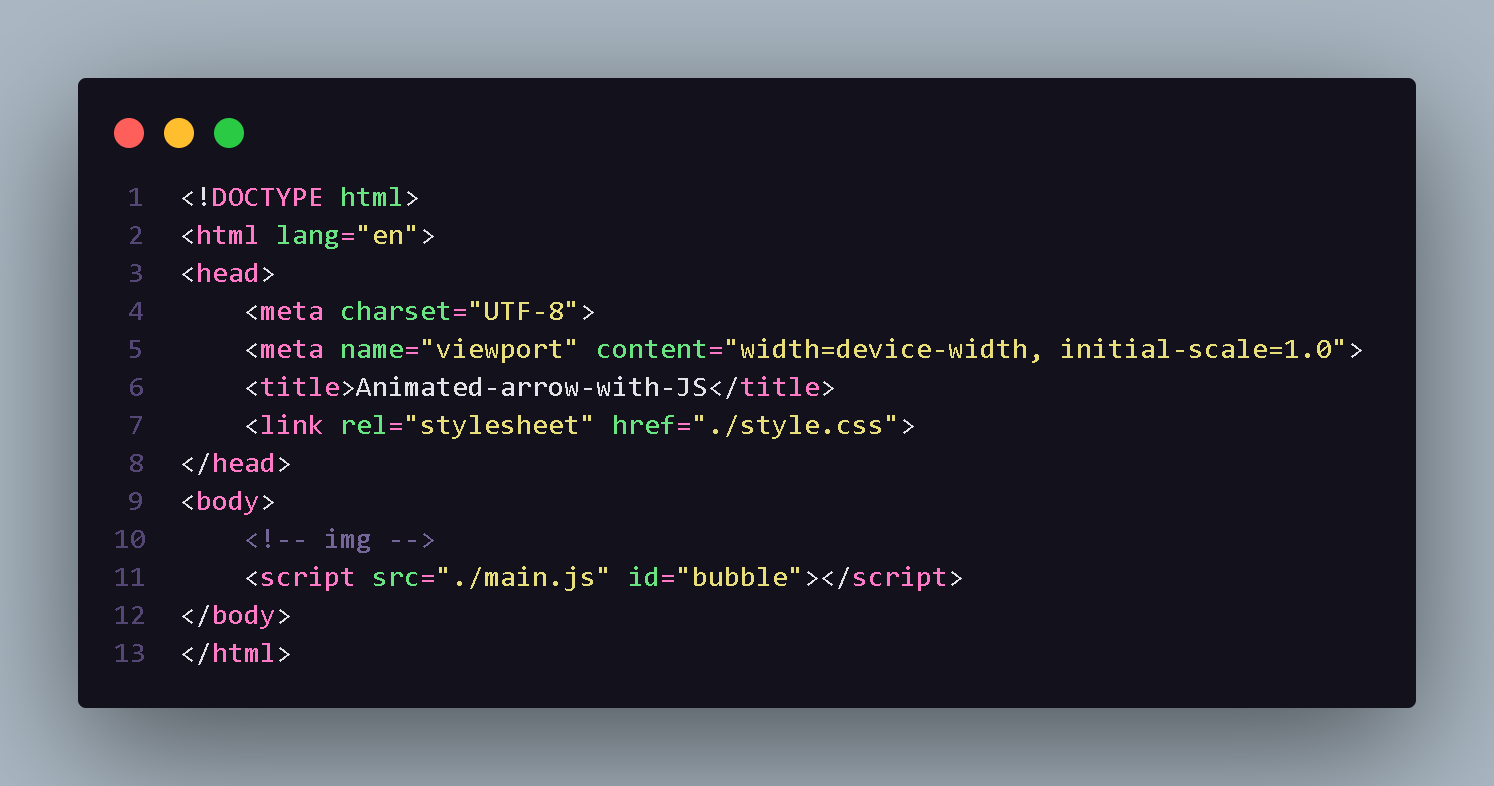 1 <!DOCTYPE html>
2 <html lang="en">
3 <head>
4     <meta charset="UTF-8">
5     <meta name="viewport" content="width=device-width, initial-scale=1.0">
6     <title>Animated-arrow-with-JS</title>
7     <link rel="stylesheet" href="./style.css">
8 </head>
9 <body>
10     <!-- img -->
11     <script src="./main.js" id="bubble"></script>
12 </body>
13 </html>